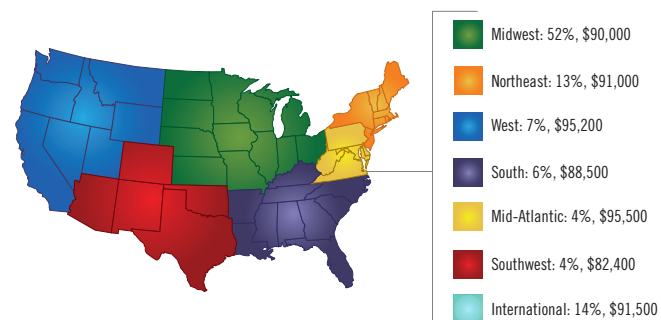 Midwest: 52%, $90,000
Northeast: 13%, $91,000
West: 7%, $95,200
South: 6%, $88,500
Mid-Atlantic: 4%, $95,500
Southwest: 4%, $82,400
International: 14%, $91,500